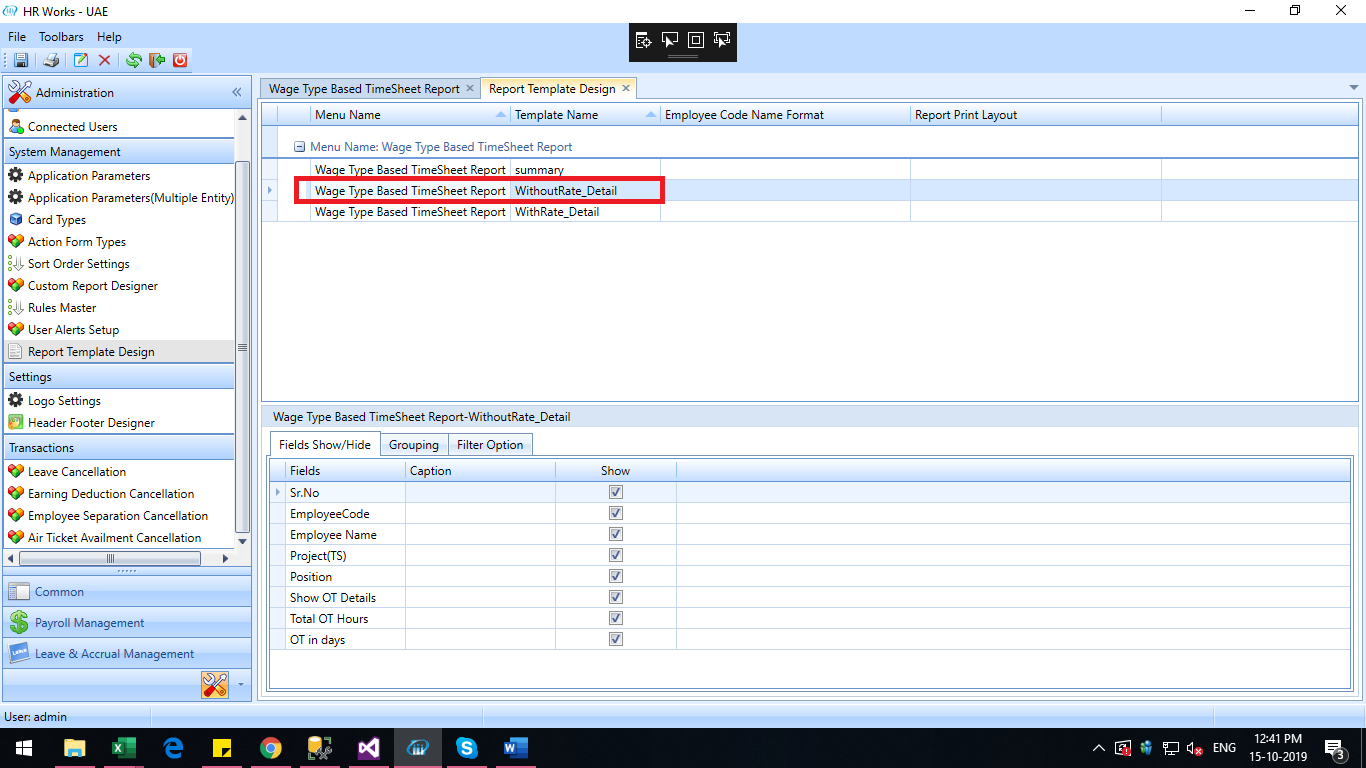 HR Works - UAE
File Toolbars Help
Administration
Wage Type Based TimeSheet Report Report Template Design
Menu Name Template Name Employee Code Name Format Report Print Layout
Menu Name: Wage Type Based TimeSheet Report
Wage Type Based TimeSheet Report summary
Wage Type Based TimeSheet Report WithoutRate_Detail
Wage Type Based TimeSheet Report WithRate_Detail
Connected Users
System Management
Application Parameters
Application Parameters(Multiple Entity)
Card Types
Action Form Types
Sort Order Settings
Custom Report Designer
Rules Master
User Alerts Setup
Report Template Design
Settings
Logo Settings
Header Footer Designer
Transactions
Leave Cancellation
Earning Deduction Cancellation
Employee Separation Cancellation
Air Ticket Availment Cancellation
Common
Payroll Management
Leave & Accrual Management
Wage Type Based TimeSheet Report-WithoutRate_Detail
Fields Show/Hide Grouping Filter Option
Fields Caption Show
Sr.No
EmployeeCode
Employee Name
Project(TS)
Position
Show OT Details
Total OT Hours
OT in days
User: admin
ENG
12:41 PM
15-10-2019
3